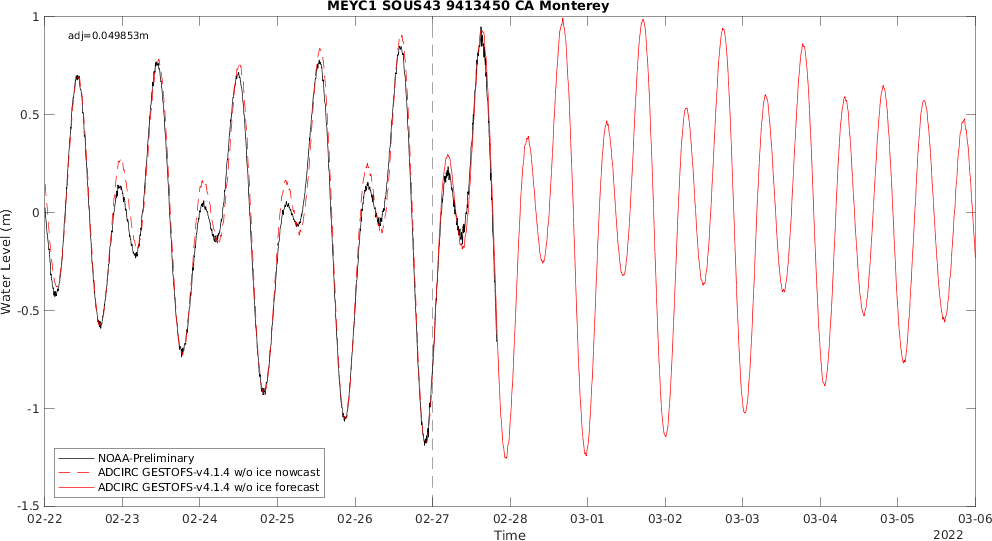 MEYC1 SOUS43 9413450 CA Monterey
adj=0.049853m
1
0.5
0
-0.5
-1
-1.5
Water Level (m)
NOAA-Preliminary
ADCIRC GESTOFS-v4.1.4 w/o ice nowcast
ADCIRC GESTOFS-v4.1.4 w/o ice forecast
02-22 02-23 02-24 02-25 02-26 02-27 02-28 03-01 03-02 03-03 03-04 03-05 03-06
Time
2022